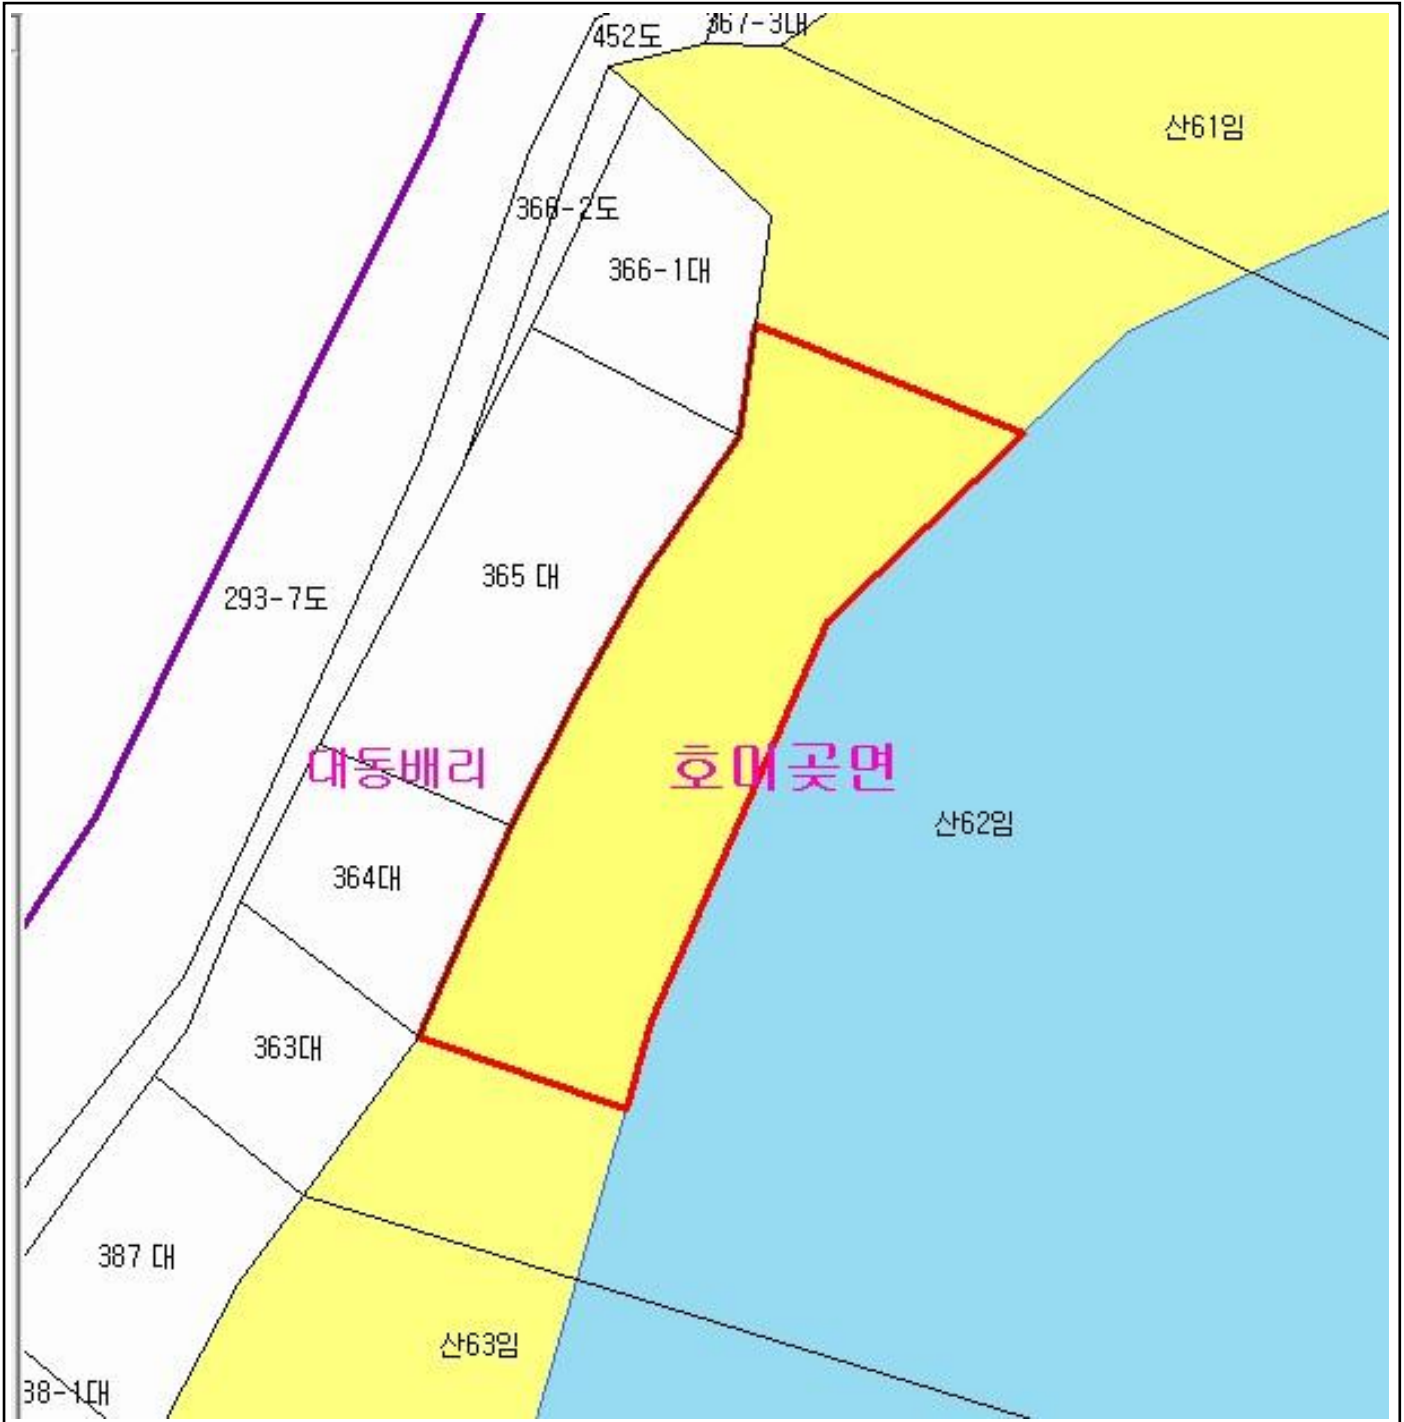 452도
367-3대
산61임
366-2도
366-1대
365 대
293-7도
대동배리
호미곶면
산62임
364대
363대
387 대
산63임
38-1대